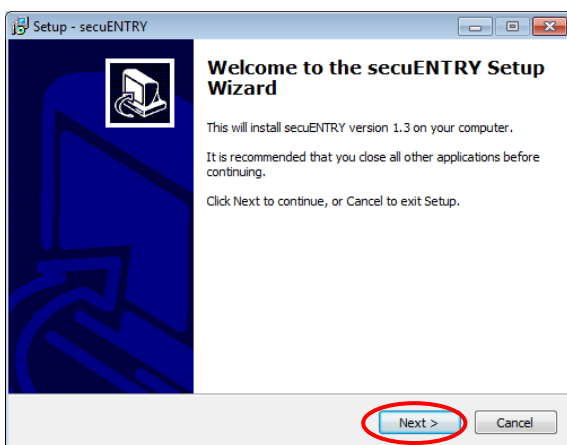 Setup - secuENTRY
Welcome to the secuENTRY Setup
Wizard
This will install secuENTRY version 1.3 on your computer.
It is recommended that you close all other applications before
continuing.
Click Next to continue, or Cancel to exit Setup.
Next > Cancel